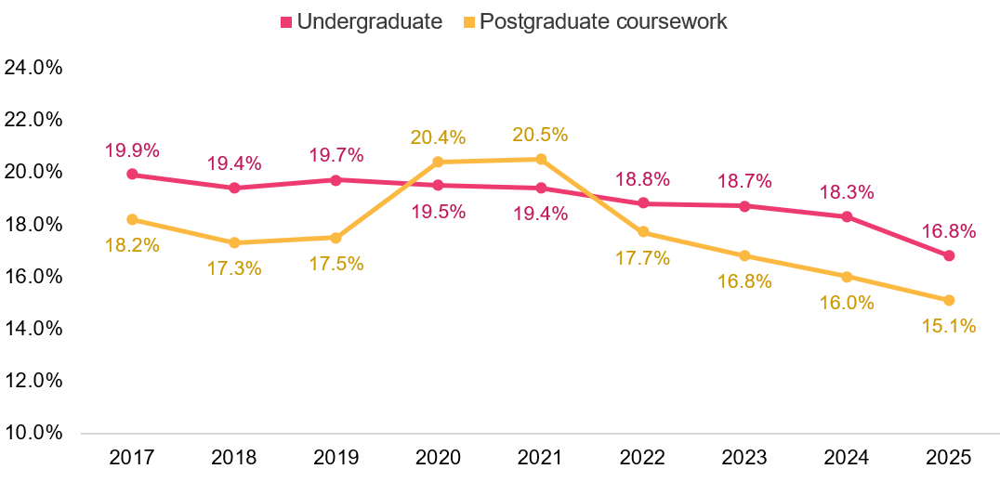 Undergraduate Postgraduate coursework
24.0%
22.0%
20.0%
18.0%
16.0%
14.0%
12.0%
10.0%
19.9% 19.4% 19.7% 19.5% 19.4% 18.8% 18.7% 18.3% 16.8%
18.2% 17.3% 17.5% 20.4% 20.5% 17.7% 16.8% 16.0% 15.1%
2017 2018 2019 2020 2021 2022 2023 2024 2025